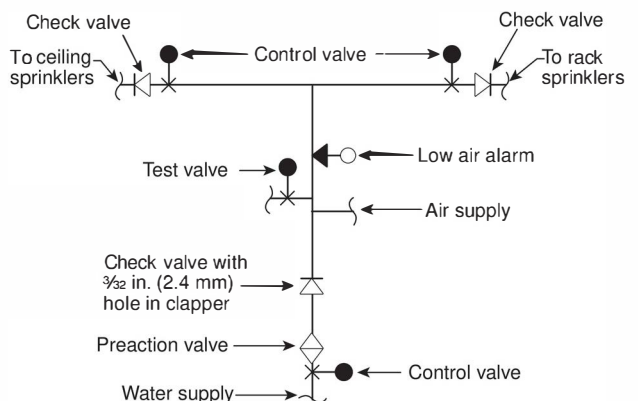 Check valve
Check valve
To ceiling
sprinklers
Control valve
To rack
sprinklers
Low air alarm
Test valve
Air supply
Check valve with
3⁄32 in. (2.4 mm)
hole in clapper
Preaction valve
Control valve
Water supply